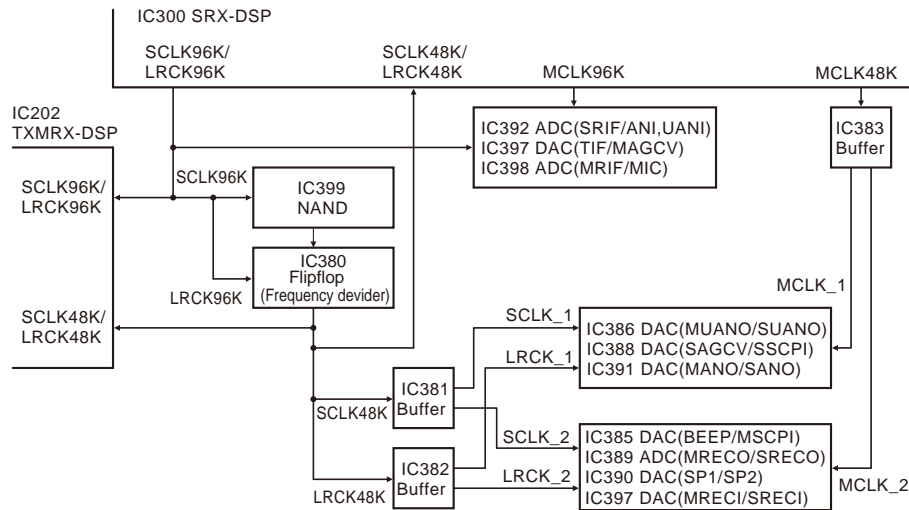 IC300 SRX-DSP
SCLK96K/
LRCK96K
SCLK48K/
LRCK48K
MCLK96K
MCLK48K
IC202
TXMRX-DSP
IC392 ADC(SRIF/ANI,UANI)
IC397 DAC(TIF/MAGCV)
IC398 ADC(MRIF/MIC)
IC383
Buffer
SCLK96K/
LRCK96K
SCLK96K
IC399
NAND
IC380
Flipflop
(Frequency devider)
LRCK96K
MCLK_1
SCLK48K/
LRCK48K
SCLK_1
IC386 DAC(MUANO/SUANO)
IC388 DAC(SAGCV/SSCPI)
IC391 DAC(MANO/SANO)
LRCK_1
IC381
Buffer
SCLK48K
SCLK_2
IC385 DAC(BEEP/MSCPI)
IC389 ADC(MRECO/SRECO)
IC390 DAC(SP1/SP2)
IC397 DAC(MRECI/SRECI)
IC382
Buffer
LRCK48K
LRCK_2
MCLK_2